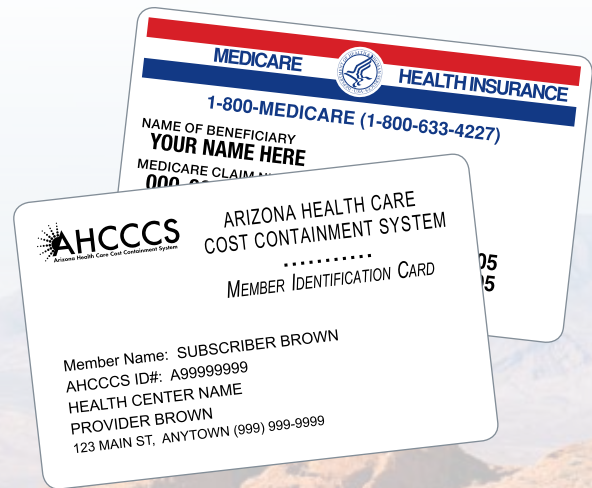 MEDICARE HEALTH INSURANCE
1-800-MEDICARE (1-800-633-4227)
NAME OF BENEFICIARY
YOUR NAME HERE
MEDICARE CLAIM
000
05
05
AHCCCS
Arizona Health Care Cost Containment System
ARIZONA HEALTH CARE
COST CONTAINMENT SYSTEM
...........
MEMBER IDENTIFICATION CARD
Member Name: SUBSCRIBER BROWN
AHCCCS ID#: A99999999
HEALTH CENTER NAME
PROVIDER BROWN
123 MAIN ST, ANYTOWN (999) 999-9999